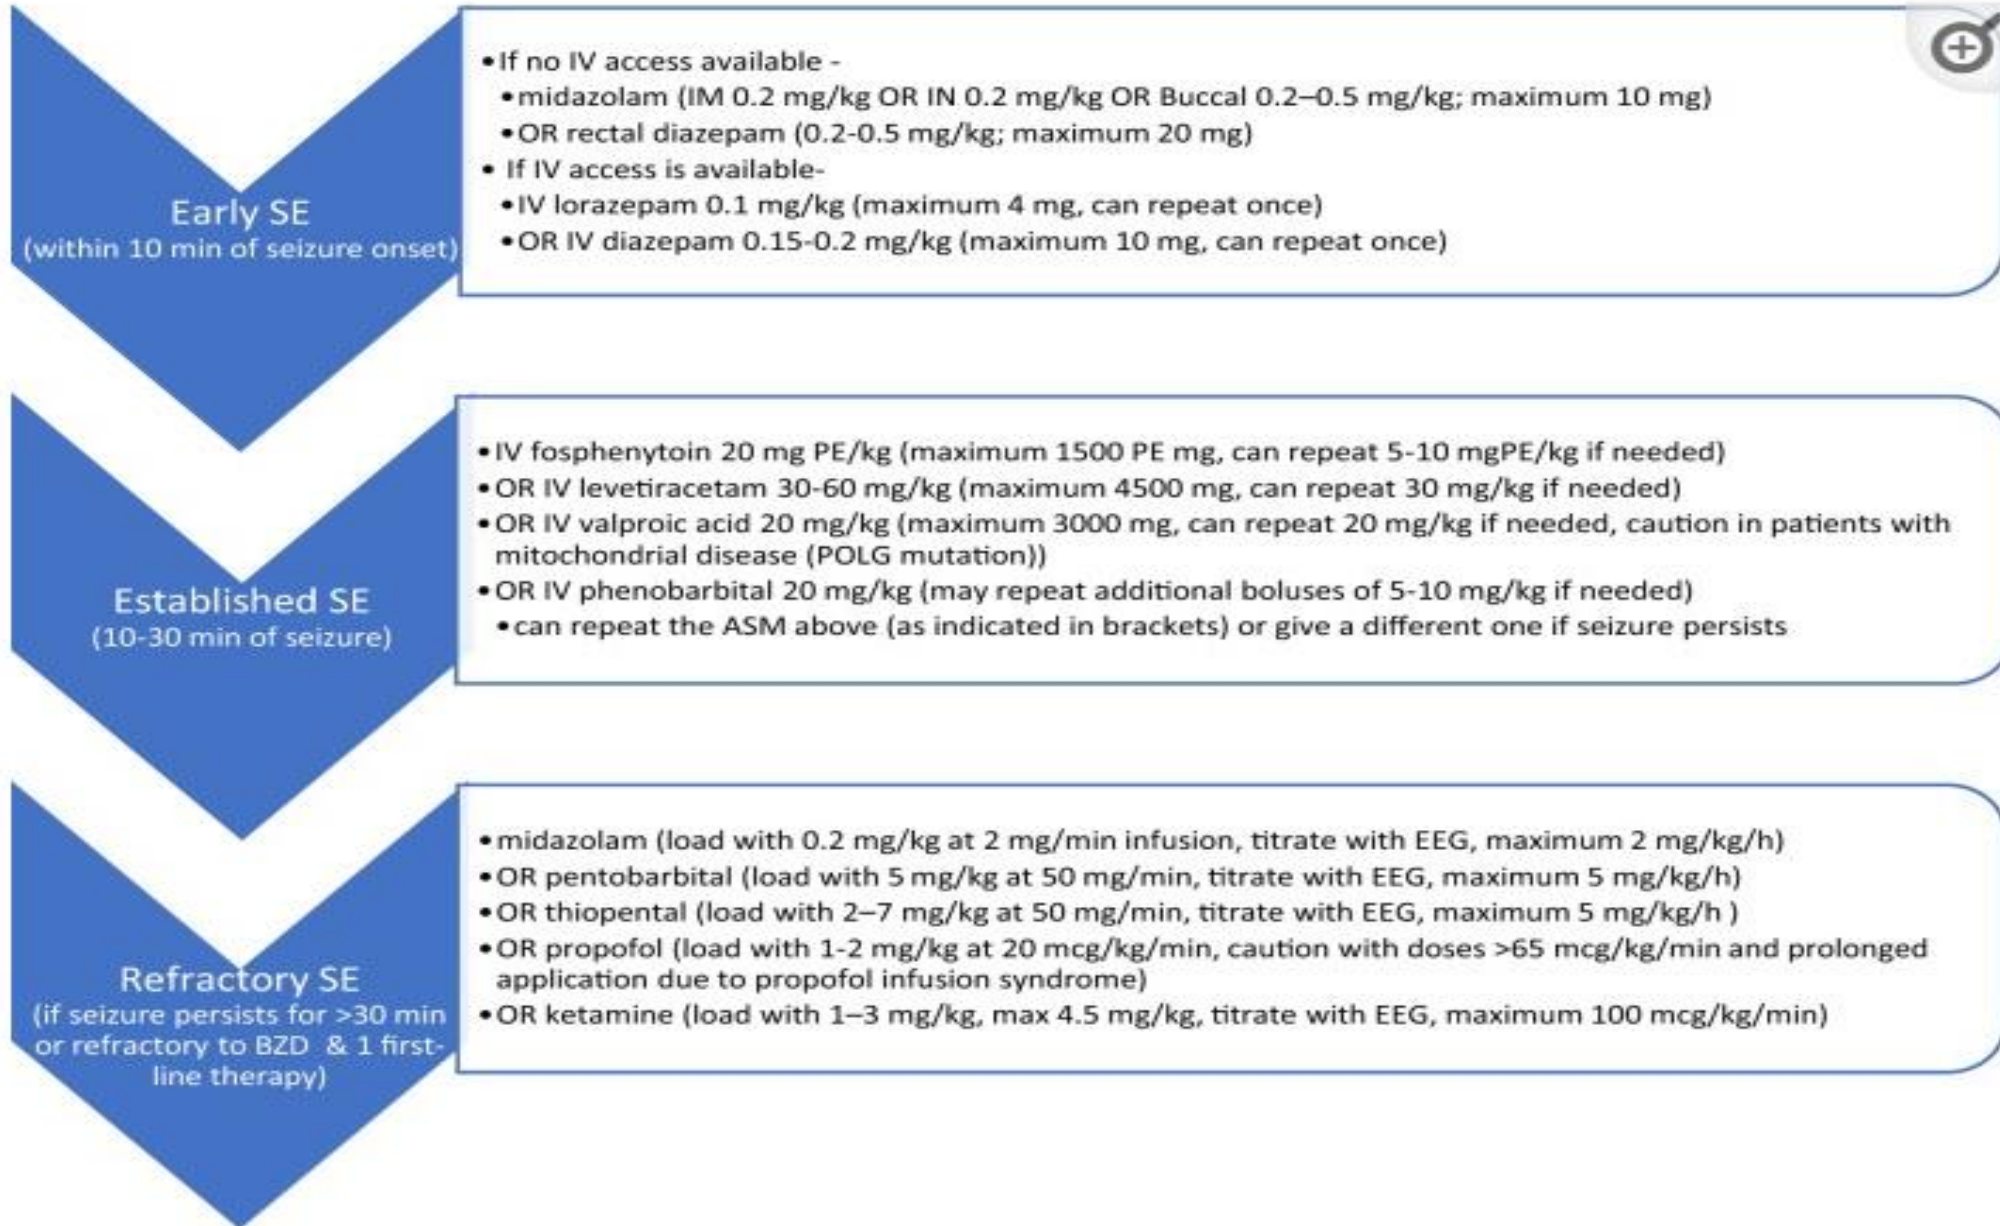 •If no IV access available -
•midazolam (IM 0.2 mg/kg OR IN 0.2 mg/kg OR Buccal 0.2–0.5 mg/kg; maximum 10 mg)
•OR rectal diazepam (0.2-0.5 mg/kg; maximum 20 mg)
• If IV access is available-
•IV lorazepam 0.1 mg/kg (maximum 4 mg, can repeat once)
•OR IV diazepam 0.15-0.2 mg/kg (maximum 10 mg, can repeat once)
Early SE
(within 10 min of seizure onset)
•IV fosphenytoin 20 mg PE/kg (maximum 1500 PE mg, can repeat 5-10 mgPE/kg if needed)
•OR IV levetiracetam 30-60 mg/kg (maximum 4500 mg, can repeat 30 mg/kg if needed)
•OR IV valproic acid 20 mg/kg (maximum 3000 mg, can repeat 20 mg/kg if needed, caution in patients with
mitochondrial disease (POLG mutation))
•OR IV phenobarbital 20 mg/kg (may repeat additional boluses of 5-10 mg/kg if needed)
•can repeat the ASM above (as indicated in brackets) or give a different one if seizure persists
Established SE
(10-30 min of seizure)
•midazolam (load with 0.2 mg/kg at 2 mg/min infusion, titrate with EEG, maximum 2 mg/kg/h)
•OR pentobarbital (load with 5 mg/kg at 50 mg/min, titrate with EEG, maximum 5 mg/kg/h)
•OR thiopental (load with 2–7 mg/kg at 50 mg/min, titrate with EEG, maximum 5 mg/kg/h )
•OR propofol (load with 1-2 mg/kg at 20 mcg/kg/min, caution with doses >65 mcg/kg/min and prolonged
application due to propofol infusion syndrome)
•OR ketamine (load with 1–3 mg/kg, max 4.5 mg/kg, titrate with EEG, maximum 100 mcg/kg/min)
Refractory SE
(if seizure persists for >30 min
or refractory to BZD & 1 first-
line therapy)